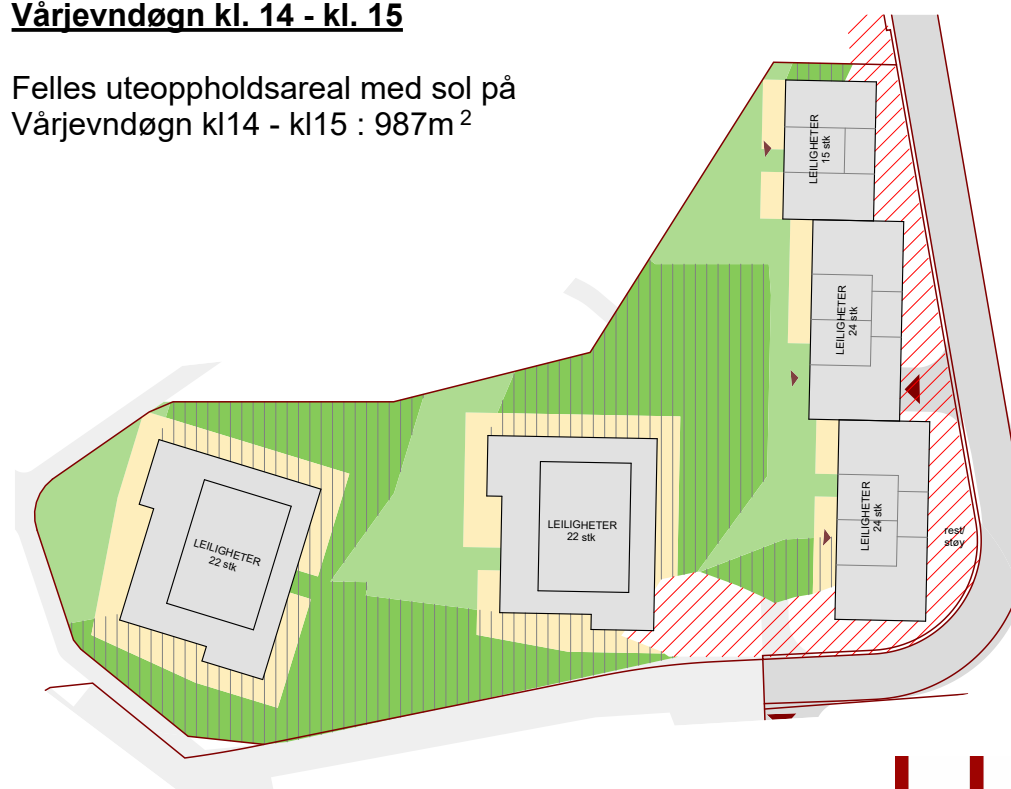 Vårjevndøgn kl. 14 - kl. 15
Felles uteoppholdsareal med sol på
Vårjevndøgn kl14 - kl15 : 987m²
LEILIGHETER
15 stk
LEILIGHETER
24 stk
LEILIGHETER
24 stk
rest/
støy
LEILIGHETER
22 stk
LEILIGHETER
22 stk